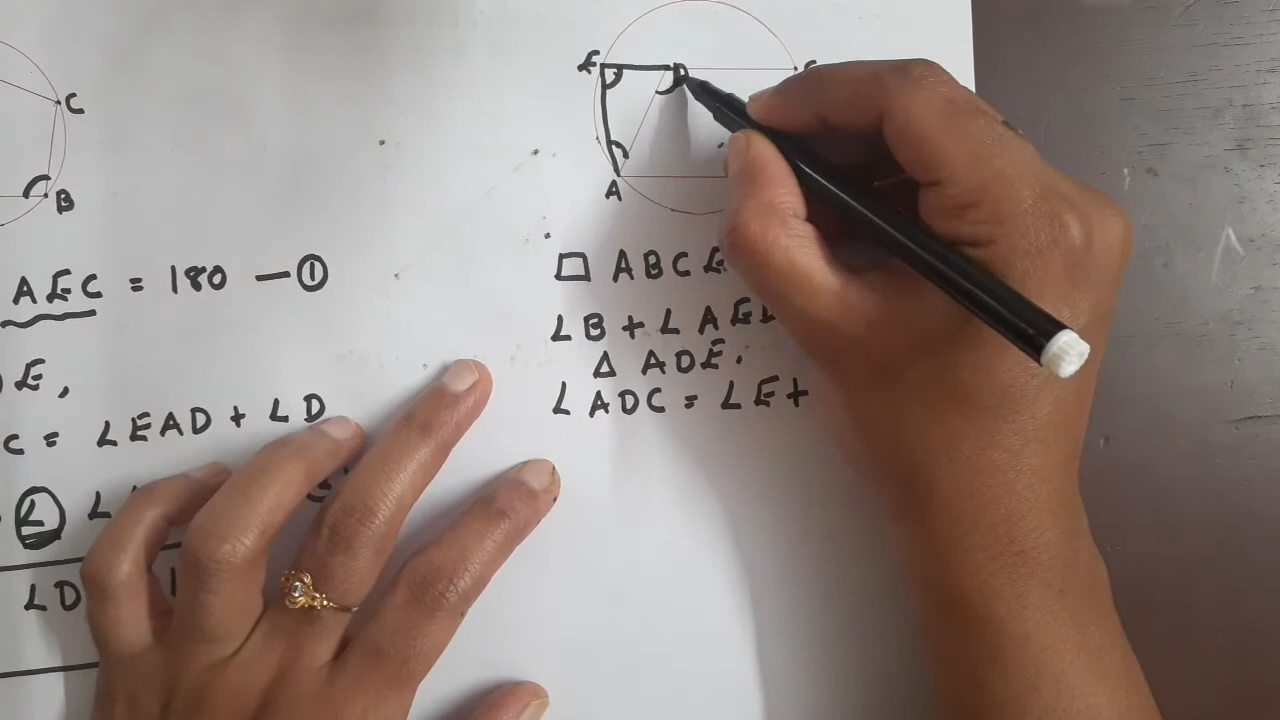 C
B
AEC = 180 — ①
E,
C = ∠EAD + ∠D
∠ ∠
∠D
E D
A
□ ABCE
∠B + ∠AED
△ ADE.
∠ADC = ∠E +